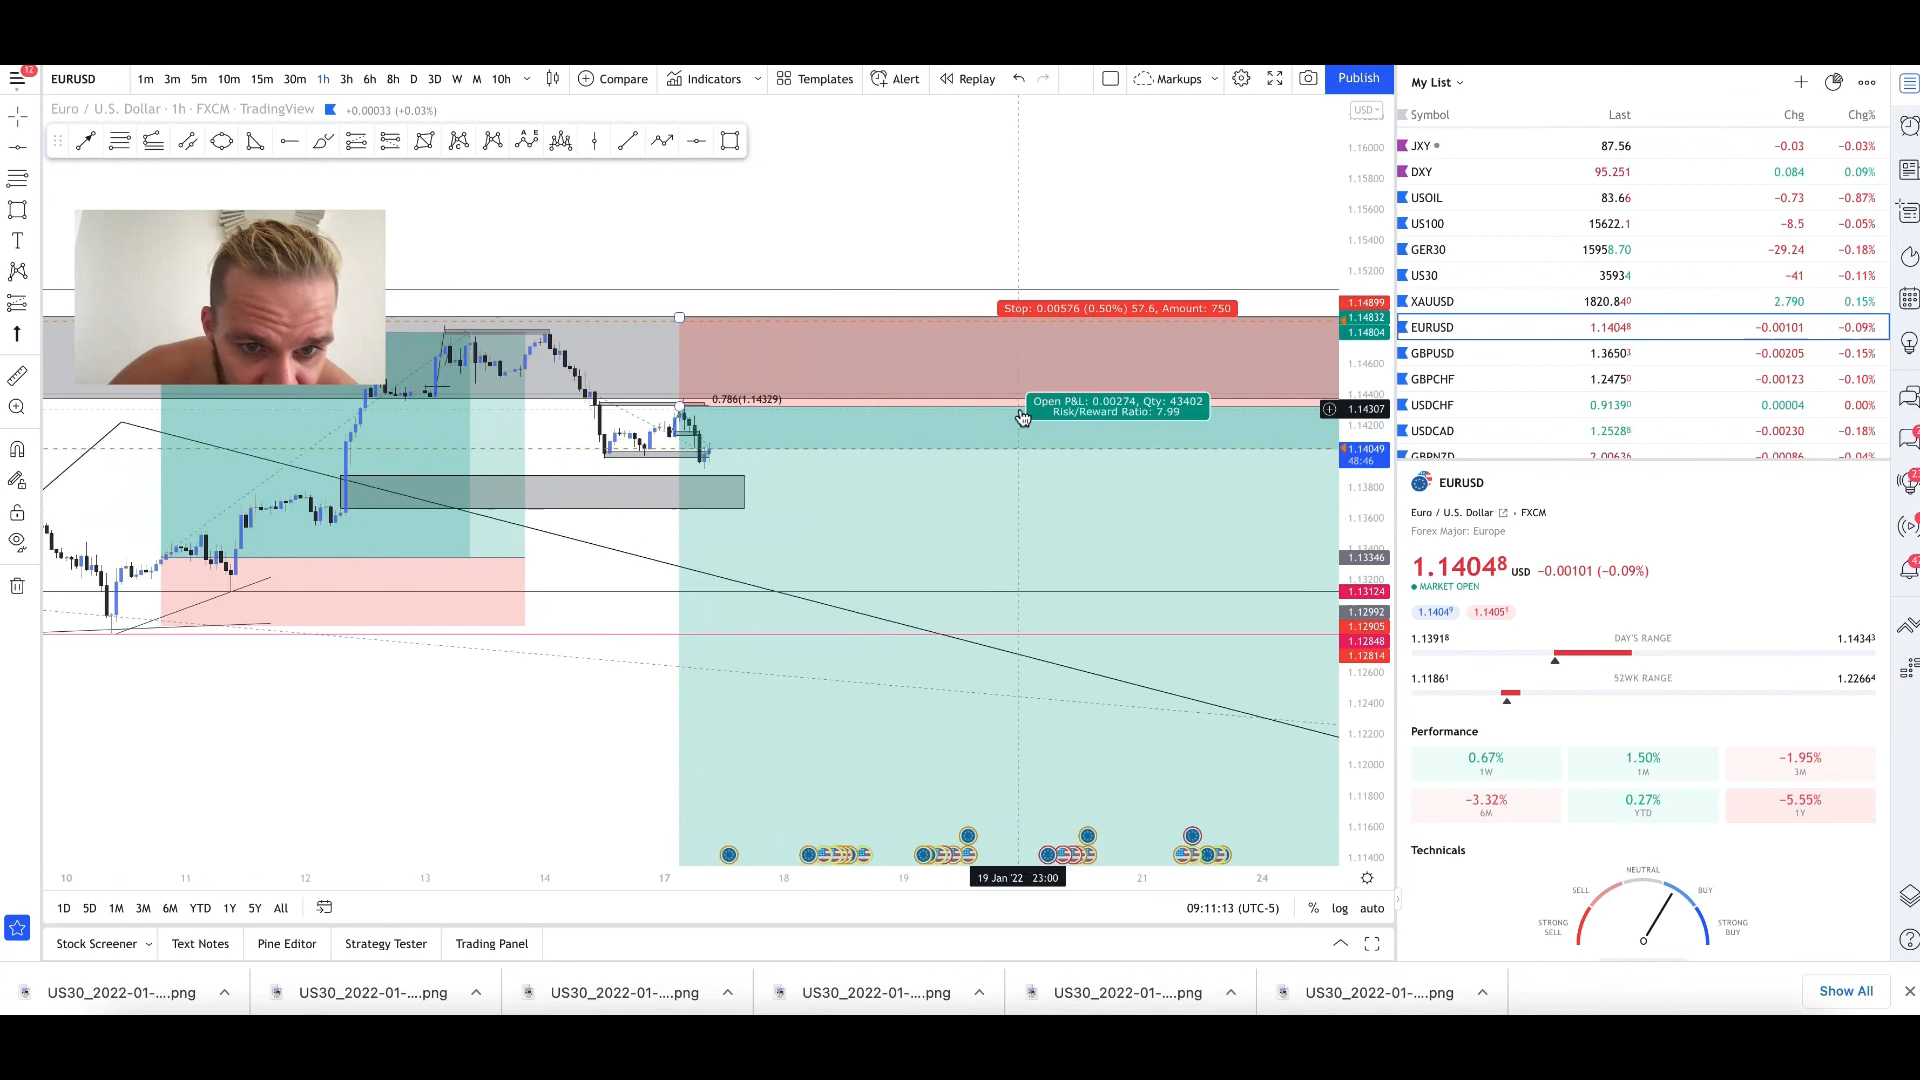 12
EURUSD
1m 3m 5m 10m 15m 30m 1h 3h 6h 8h D 3D W M 10h
Compare Indicators Templates Alert Replay Markups Publish
Euro / U.S. Dollar · 1h · FXCM · TradingView +0.00033 (+0.03%)
USD
1.16000
1.15800
1.15600
1.15400
1.15200
1.14899
1.14832
1.14804
1.14600
1.14400
1.14307
1.14200
1.14049
48:46
1.13800
1.13600
1.13346
1.13200
1.13124
1.12992
1.12905
1.12848
1.12814
1.12600
1.12400
1.12200
1.12000
1.11800
1.11600
1.11400
Stop: 0.00576 (0.50%) 57.6, Amount: 750
0.786(1.14329)
Open P&L: 0.00274, Qty: 43402
Risk/Reward Ratio: 7.99
10 11 12 13 14 17 18 19 19 Jan '22 23:00 21 24
1D 5D 1M 3M 6M YTD 1Y 5Y All
09:11:13 (UTC-5) % log auto
Stock Screener Text Notes Pine Editor Strategy Tester Trading Panel
My List
Symbol Last Chg Chg%
JXY 87.56 −0.03 −0.03%
DXY 95.251 0.084 0.09%
USOIL 83.66 −0.73 −0.87%
US100 15622.1 −8.5 −0.05%
GER30 15958.70 −29.24 −0.18%
US30 35934 −41 −0.11%
XAUUSD 1820.840 2.790 0.15%
EURUSD 1.14048 −0.00101 −0.09%
GBPUSD 1.36503 −0.00205 −0.15%
GBPCHF 1.24750 −0.00123 −0.10%
USDCHF 0.91390 0.00004 0.00%
USDCAD 1.25288 −0.00230 −0.18%
GBPNZD 2.00636 −0.00086 −0.04%
EURUSD
Euro / U.S. Dollar · FXCM
Forex Major: Europe
1.14048 USD −0.00101 (−0.09%)
MARKET OPEN
1.14049 1.14051
1.13918 DAY'S RANGE 1.14343
1.11861 52WK RANGE 1.22664
Performance
0.67% 1.50% −1.95%
1W 1M 3M
−3.32% 0.27% −5.55%
6M YTD 1Y
Technicals
NEUTRAL
SELL BUY
STRONG SELL STRONG BUY
US30_2022-01-....png US30_2022-01-....png US30_2022-01-....png US30_2022-01-....png US30_2022-01-....png US30_2022-01-....png Show All